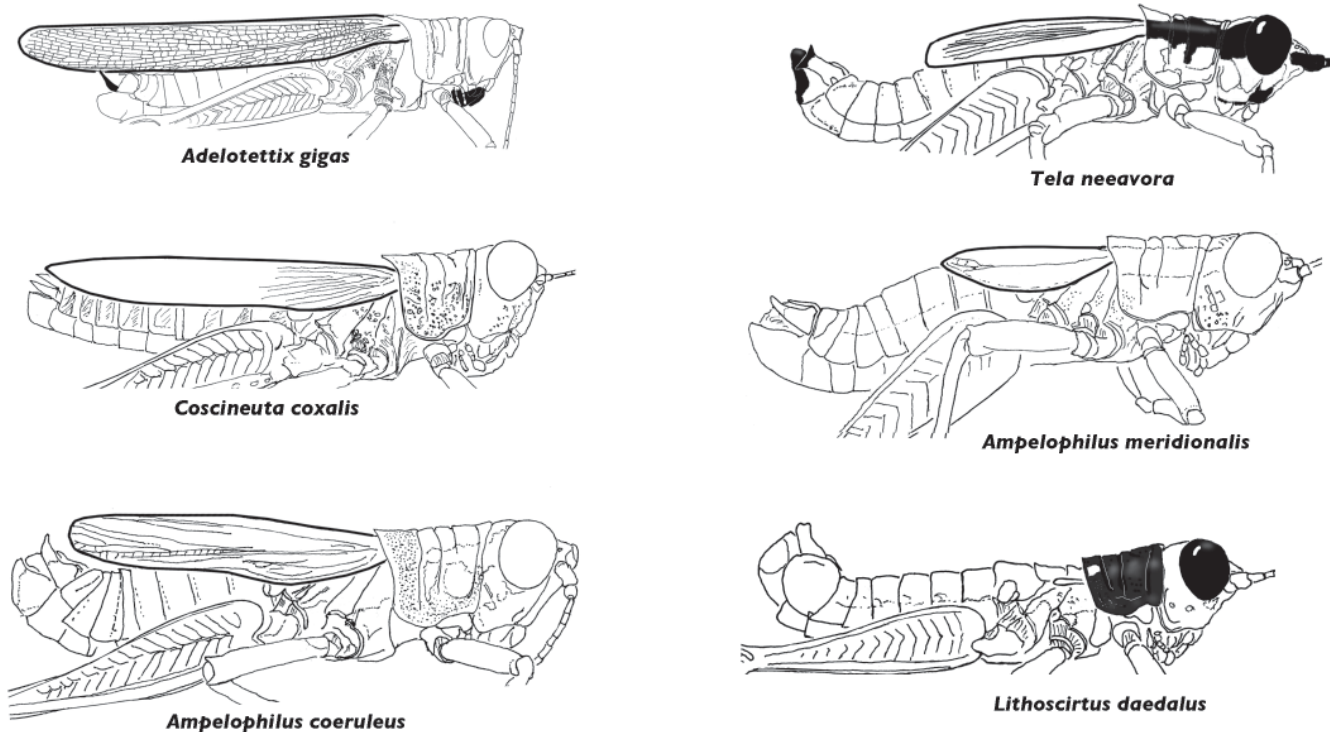 Adelotettix gigas
Tela neeavora
Coscineuta coxalis
Ampelophilus meridionalis
Ampelophilus coeruleus
Lithoscirtus daedalus